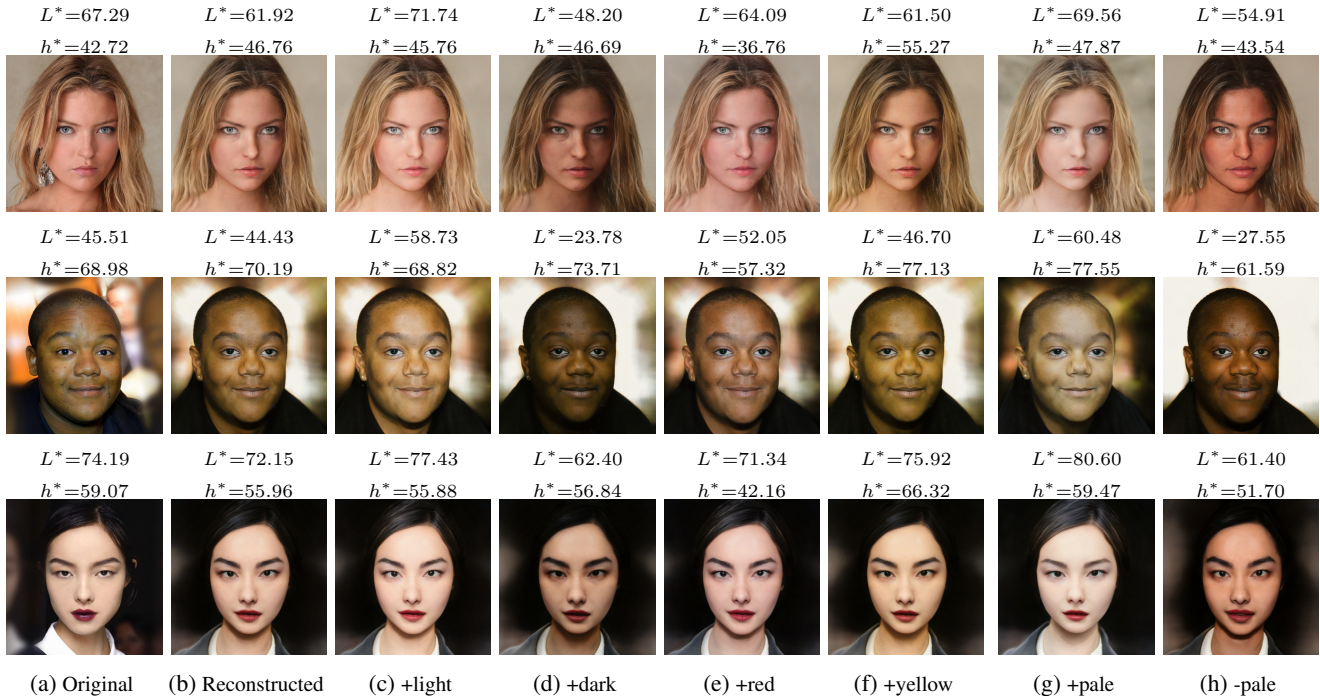 L*=67.29 L*=61.92 L*=71.74 L*=48.20 L*=64.09 L*=61.50 L*=69.56 L*=54.91
h*=42.72 h*=46.76 h*=45.76 h*=46.69 h*=36.76 h*=55.27 h*=47.87 h*=43.54
L*=45.51 L*=44.43 L*=58.73 L*=23.78 L*=52.05 L*=46.70 L*=60.48 L*=27.55
h*=68.98 h*=70.19 h*=68.82 h*=73.71 h*=57.32 h*=77.13 h*=77.55 h*=61.59
L*=74.19 L*=72.15 L*=77.43 L*=62.40 L*=71.34 L*=75.92 L*=80.60 L*=61.40
h*=59.07 h*=55.96 h*=55.88 h*=56.84 h*=42.16 h*=66.32 h*=59.47 h*=51.70
(a) Original (b) Reconstructed (c) +light (d) +dark (e) +red (f) +yellow (g) +pale (h) -pale